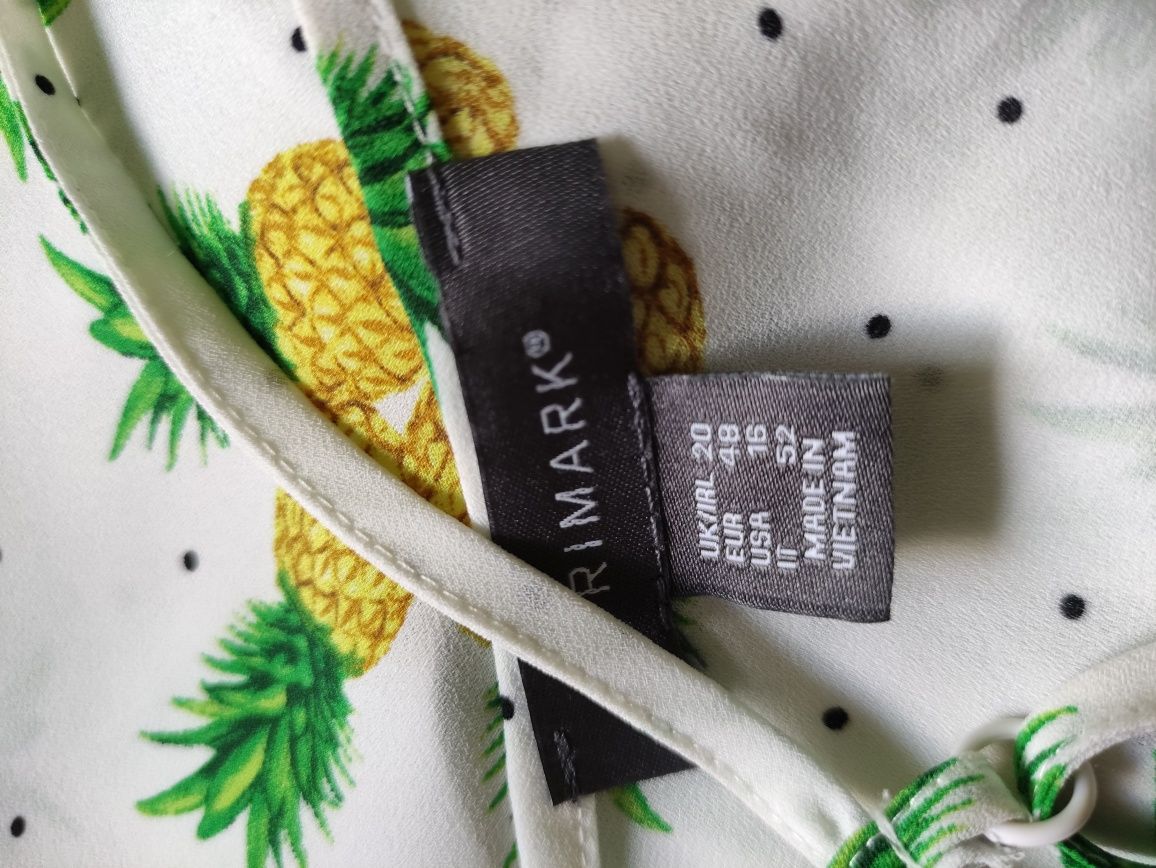 RIMARK®
UK/IRL 20
EUR 48
USA 16
IT 52
MADE IN
VIETNAM